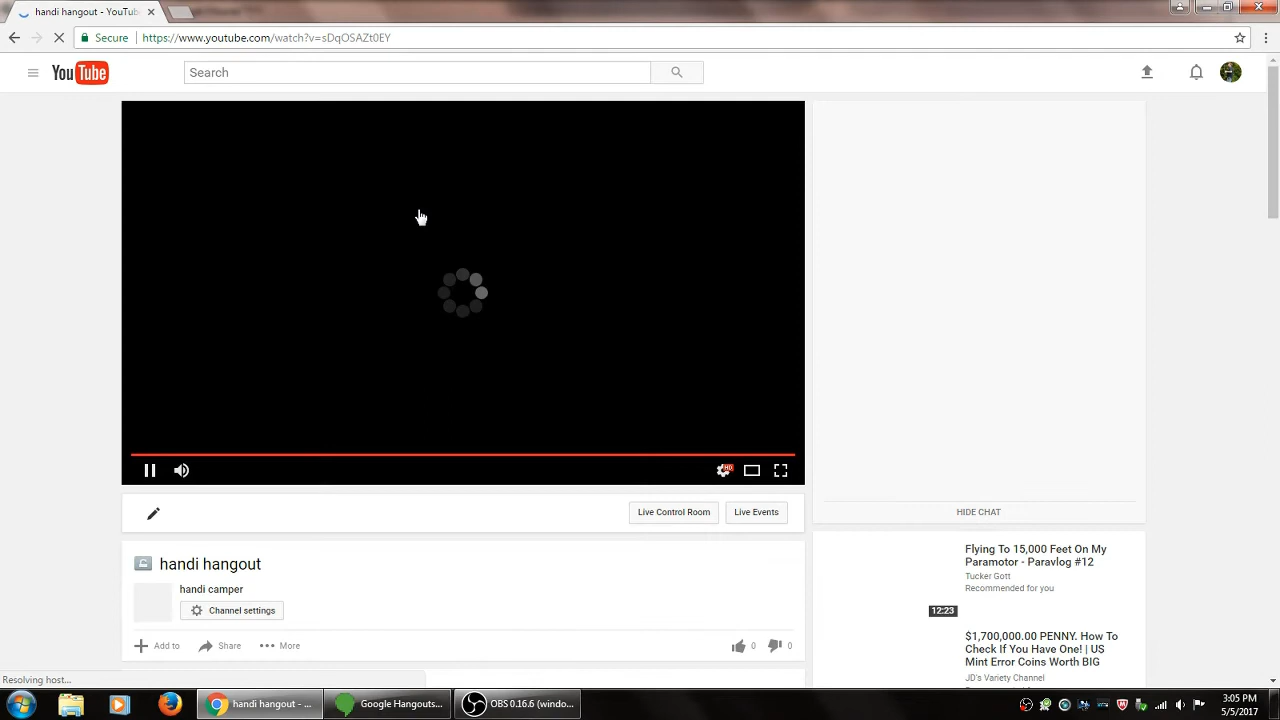 handi hangout - YouTub
Secure https://www.youtube.com/watch?v=sDqOSAZt0EY
YouTube
Search
HD
HIDE CHAT
Live Control Room
Live Events
handi hangout
handi camper
Channel settings
Add to
Share
More
0
0
Flying To 15,000 Feet On My
Paramotor - Paravlog #12
Tucker Gott
Recommended for you
12:23
$1,700,000.00 PENNY. How To
Check If You Have One! | US
Mint Error Coins Worth BIG
JD's Variety Channel
Resolving host...
handi hangout - ...
Google Hangouts...
OBS 0.16.6 (windo...
3:05 PM
5/5/2017